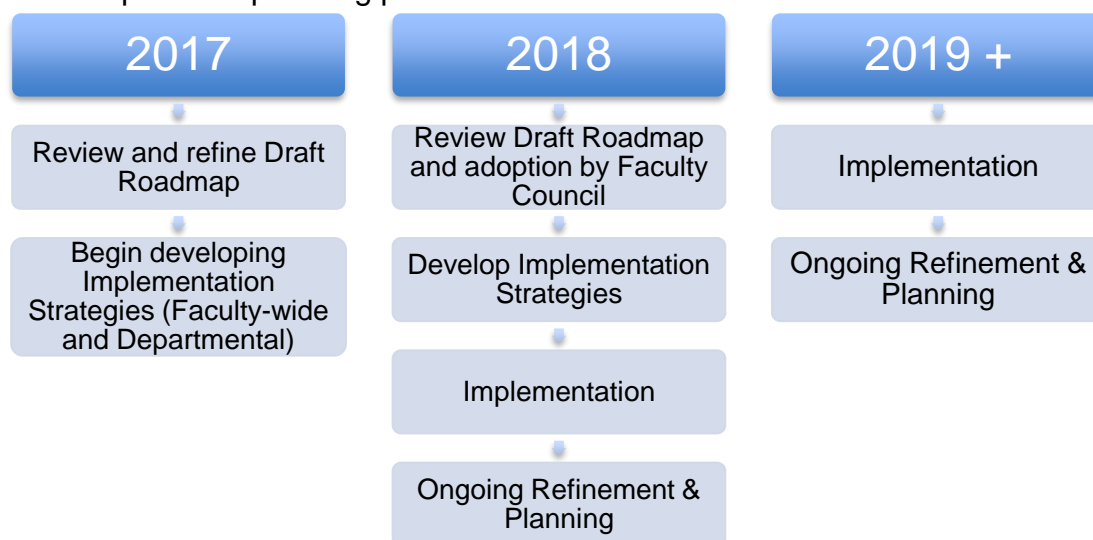 2017
Review and refine Draft
Roadmap
Begin developing
Implementation
Strategies (Faculty-wide
and Departmental)
2018
Review Draft Roadmap
and adoption by Faculty
Council
Develop Implementation
Strategies
Implementation
Ongoing Refinement &
Planning
2019 +
Implementation
Ongoing Refinement &
Planning